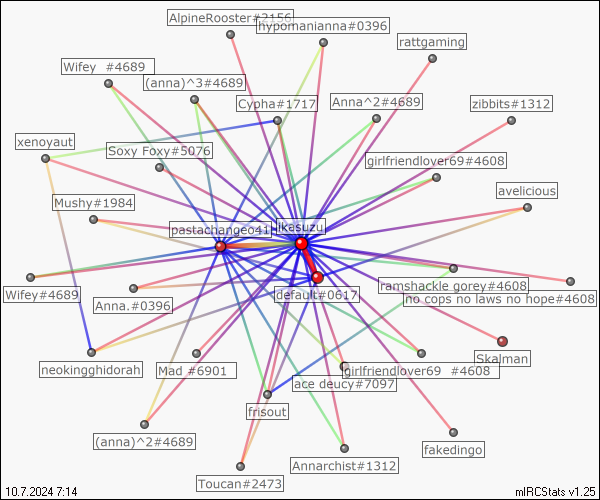 AlpineRooster#2156
hypomanianna#0396
rattgaming
Wifey  #4689
(anna)^3#4689
Cypha#1717
Anna^2#4689
zibbits#1312
xenoyaut
Soxy Foxy#5076
girlfriendlover69#4608
avelicious
Mushy#1984
pastachangeo41
ikasuzu
Wifey#4689
Anna.#0396
default#0617
ranshackle gorey#4608
no cops no laws no hope#4608
neokingghidorah
Mad #6901
girlfriendlover69  #4608
Skalman
ace deucy#7097
frisout
(anna)^2#4689
fakedingo
Annarchist#1312
Toucan#2473
10.7.2024 7:14
mIRCStats v1.25